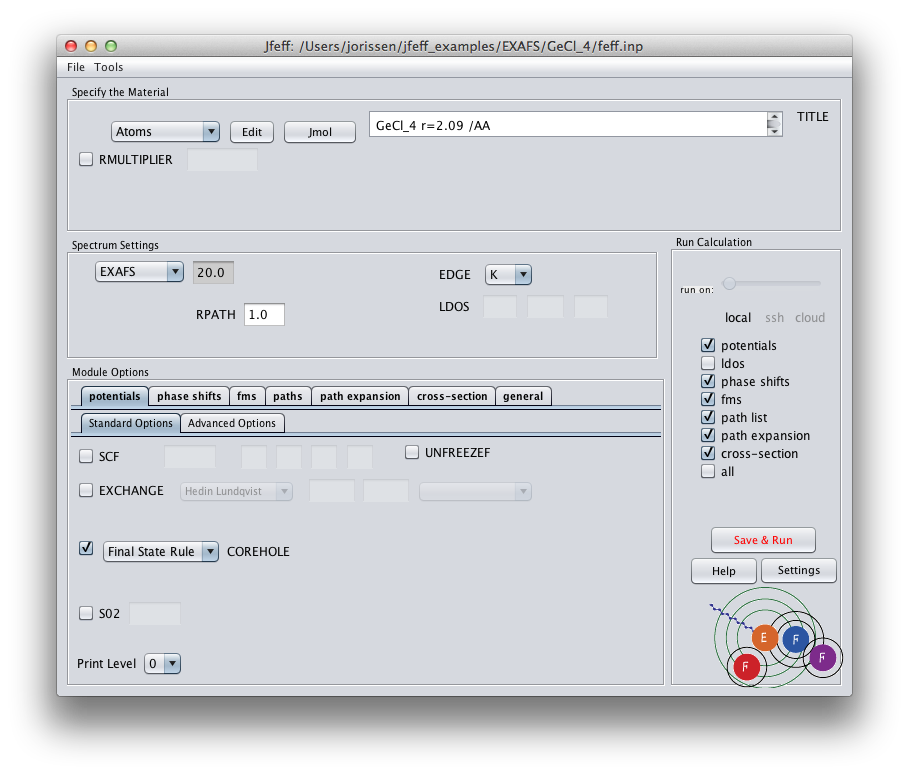 Jfeff: /Users/jorissen/jfeff_examples/EXAFS/GeCl_4/feff.inp
File Tools
Specify the Material
Atoms Edit Jmol GeCl_4 r=2.09 /AA TITLE
RMULTIPLIER
Spectrum Settings
EXAFS 20.0 EDGE K
RPATH 1.0 LDOS
Run Calculation
run on:
local ssh cloud
potentials
ldos
phase shifts
fms
path list
path expansion
cross-section
all
Save & Run
Help Settings
E F F F
Module Options
potentials phase shifts fms paths path expansion cross-section general
Standard Options Advanced Options
SCF UNFREEZEF
EXCHANGE Hedin Lundqvist
Final State Rule COREHOLE
S02
Print Level 0